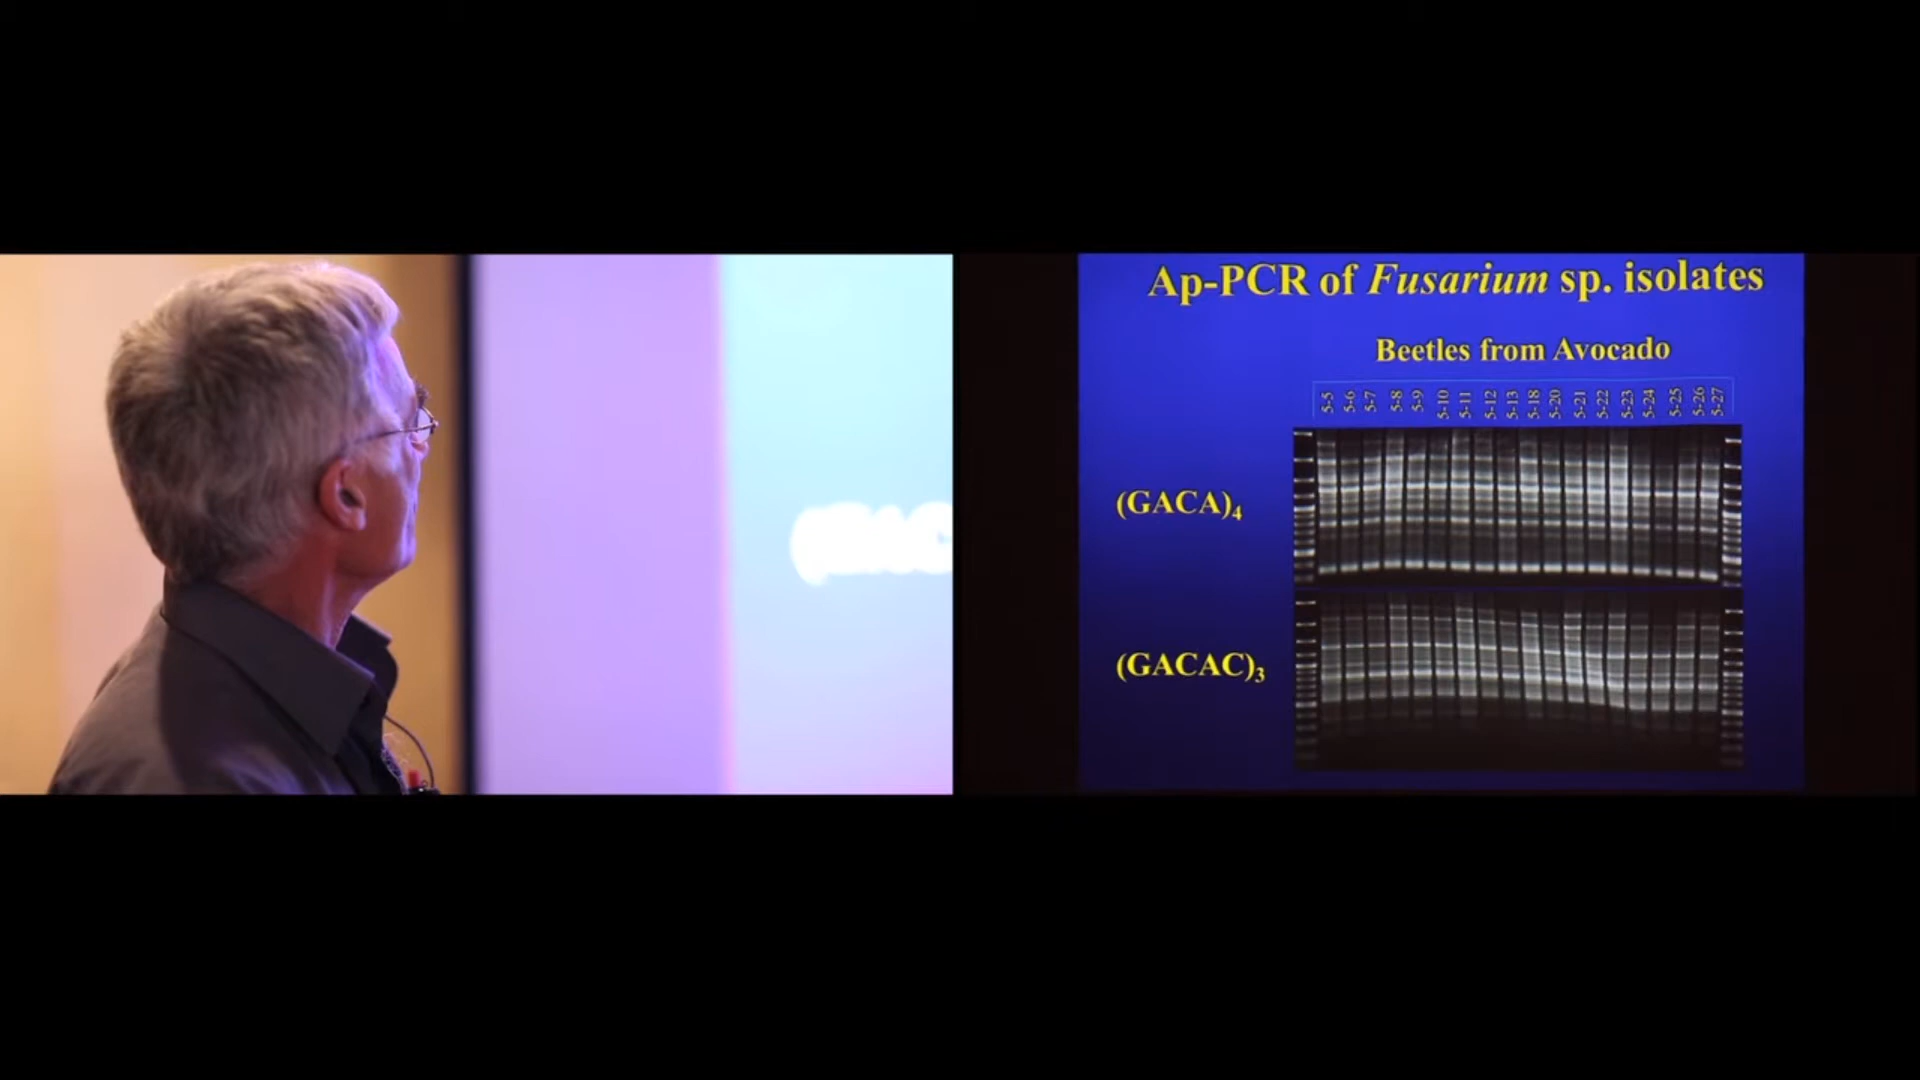 Ap-PCR of Fusarium sp. isolates
Beetles from Avocado
5-5 5-6 5-7 5-8 5-9 5-10 5-11 5-12 5-13 5-18 5-20 5-21 5-22 5-23 5-24 5-25 5-26 5-27
(GACA)4
(GACAC)3